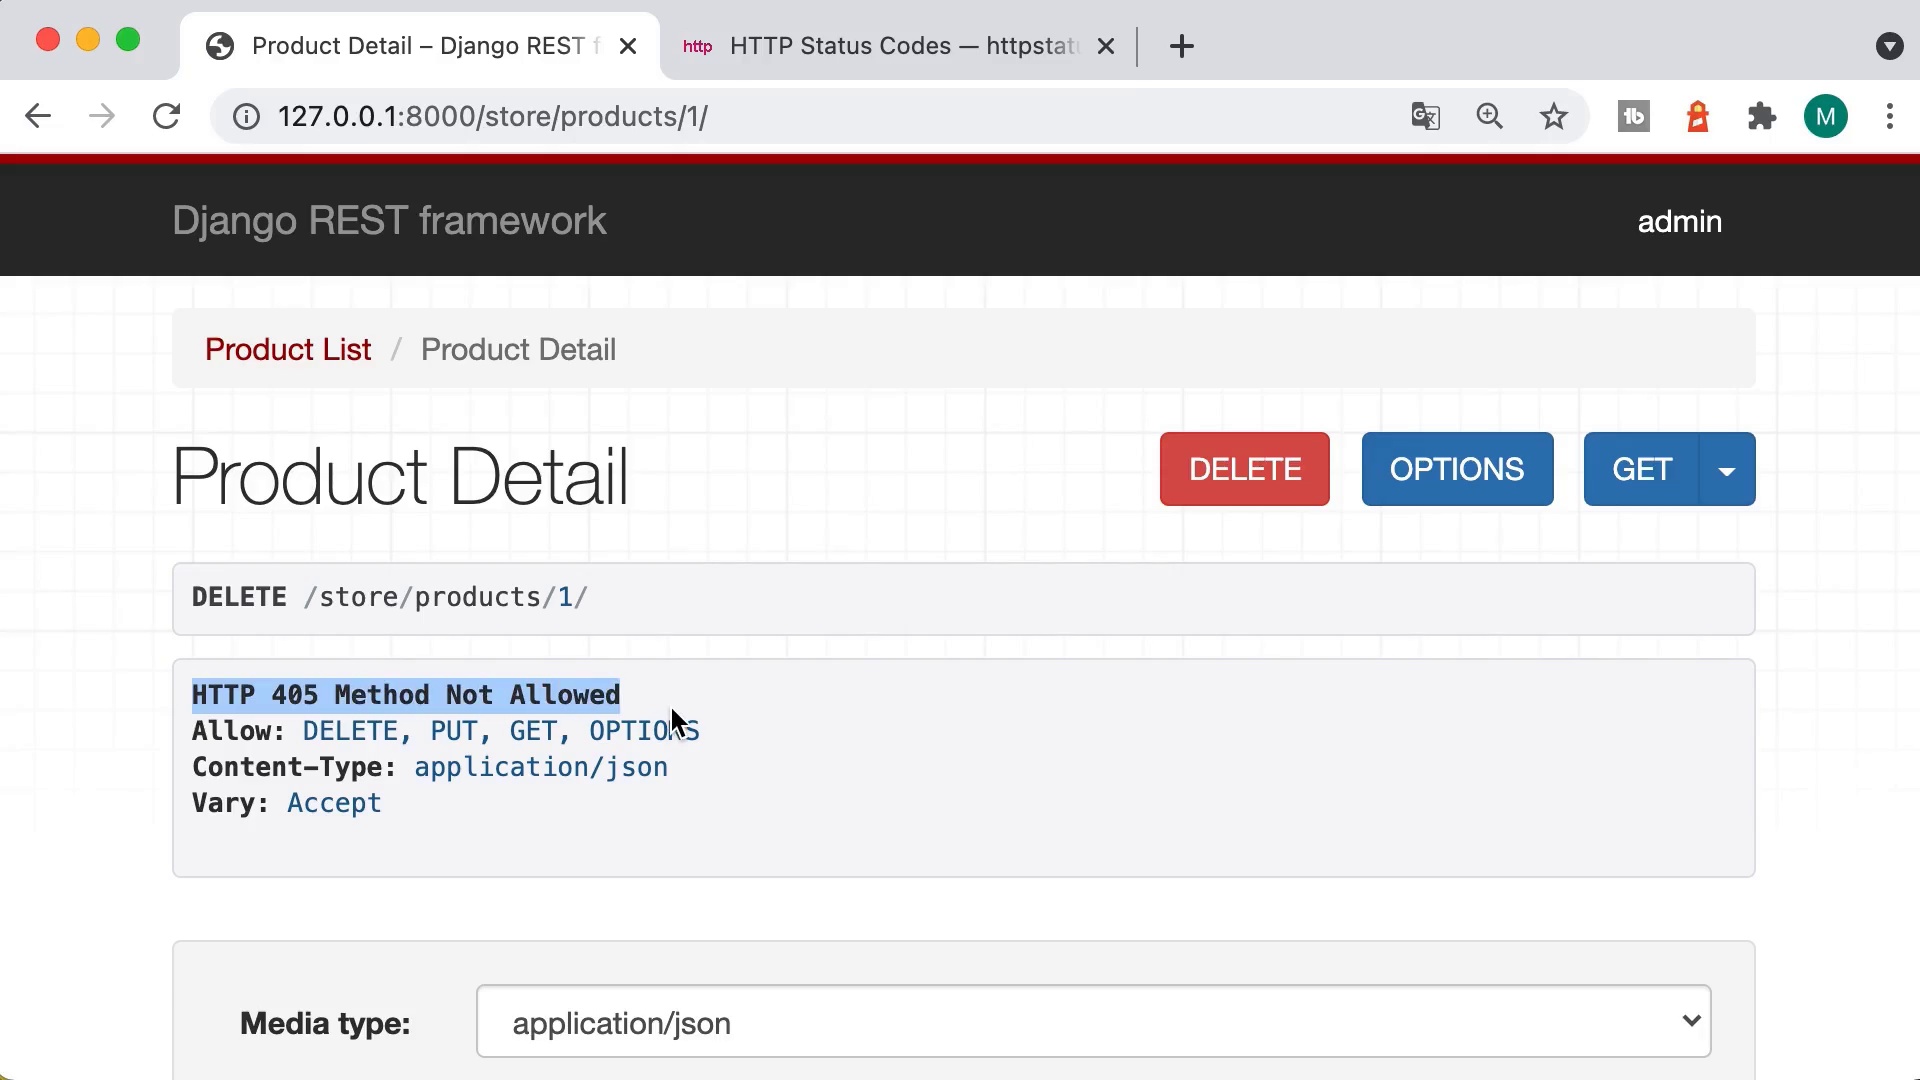 Product Detail – Django REST f
http HTTP Status Codes — httpstatu
127.0.0.1:8000/store/products/1/
M
Django REST framework
admin
Product List / Product Detail
Product Detail
DELETE
OPTIONS
GET
DELETE /store/products/1/
HTTP 405 Method Not Allowed
Allow: DELETE, PUT, GET, OPTIONS
Content-Type: application/json
Vary: Accept
Media type:
application/json